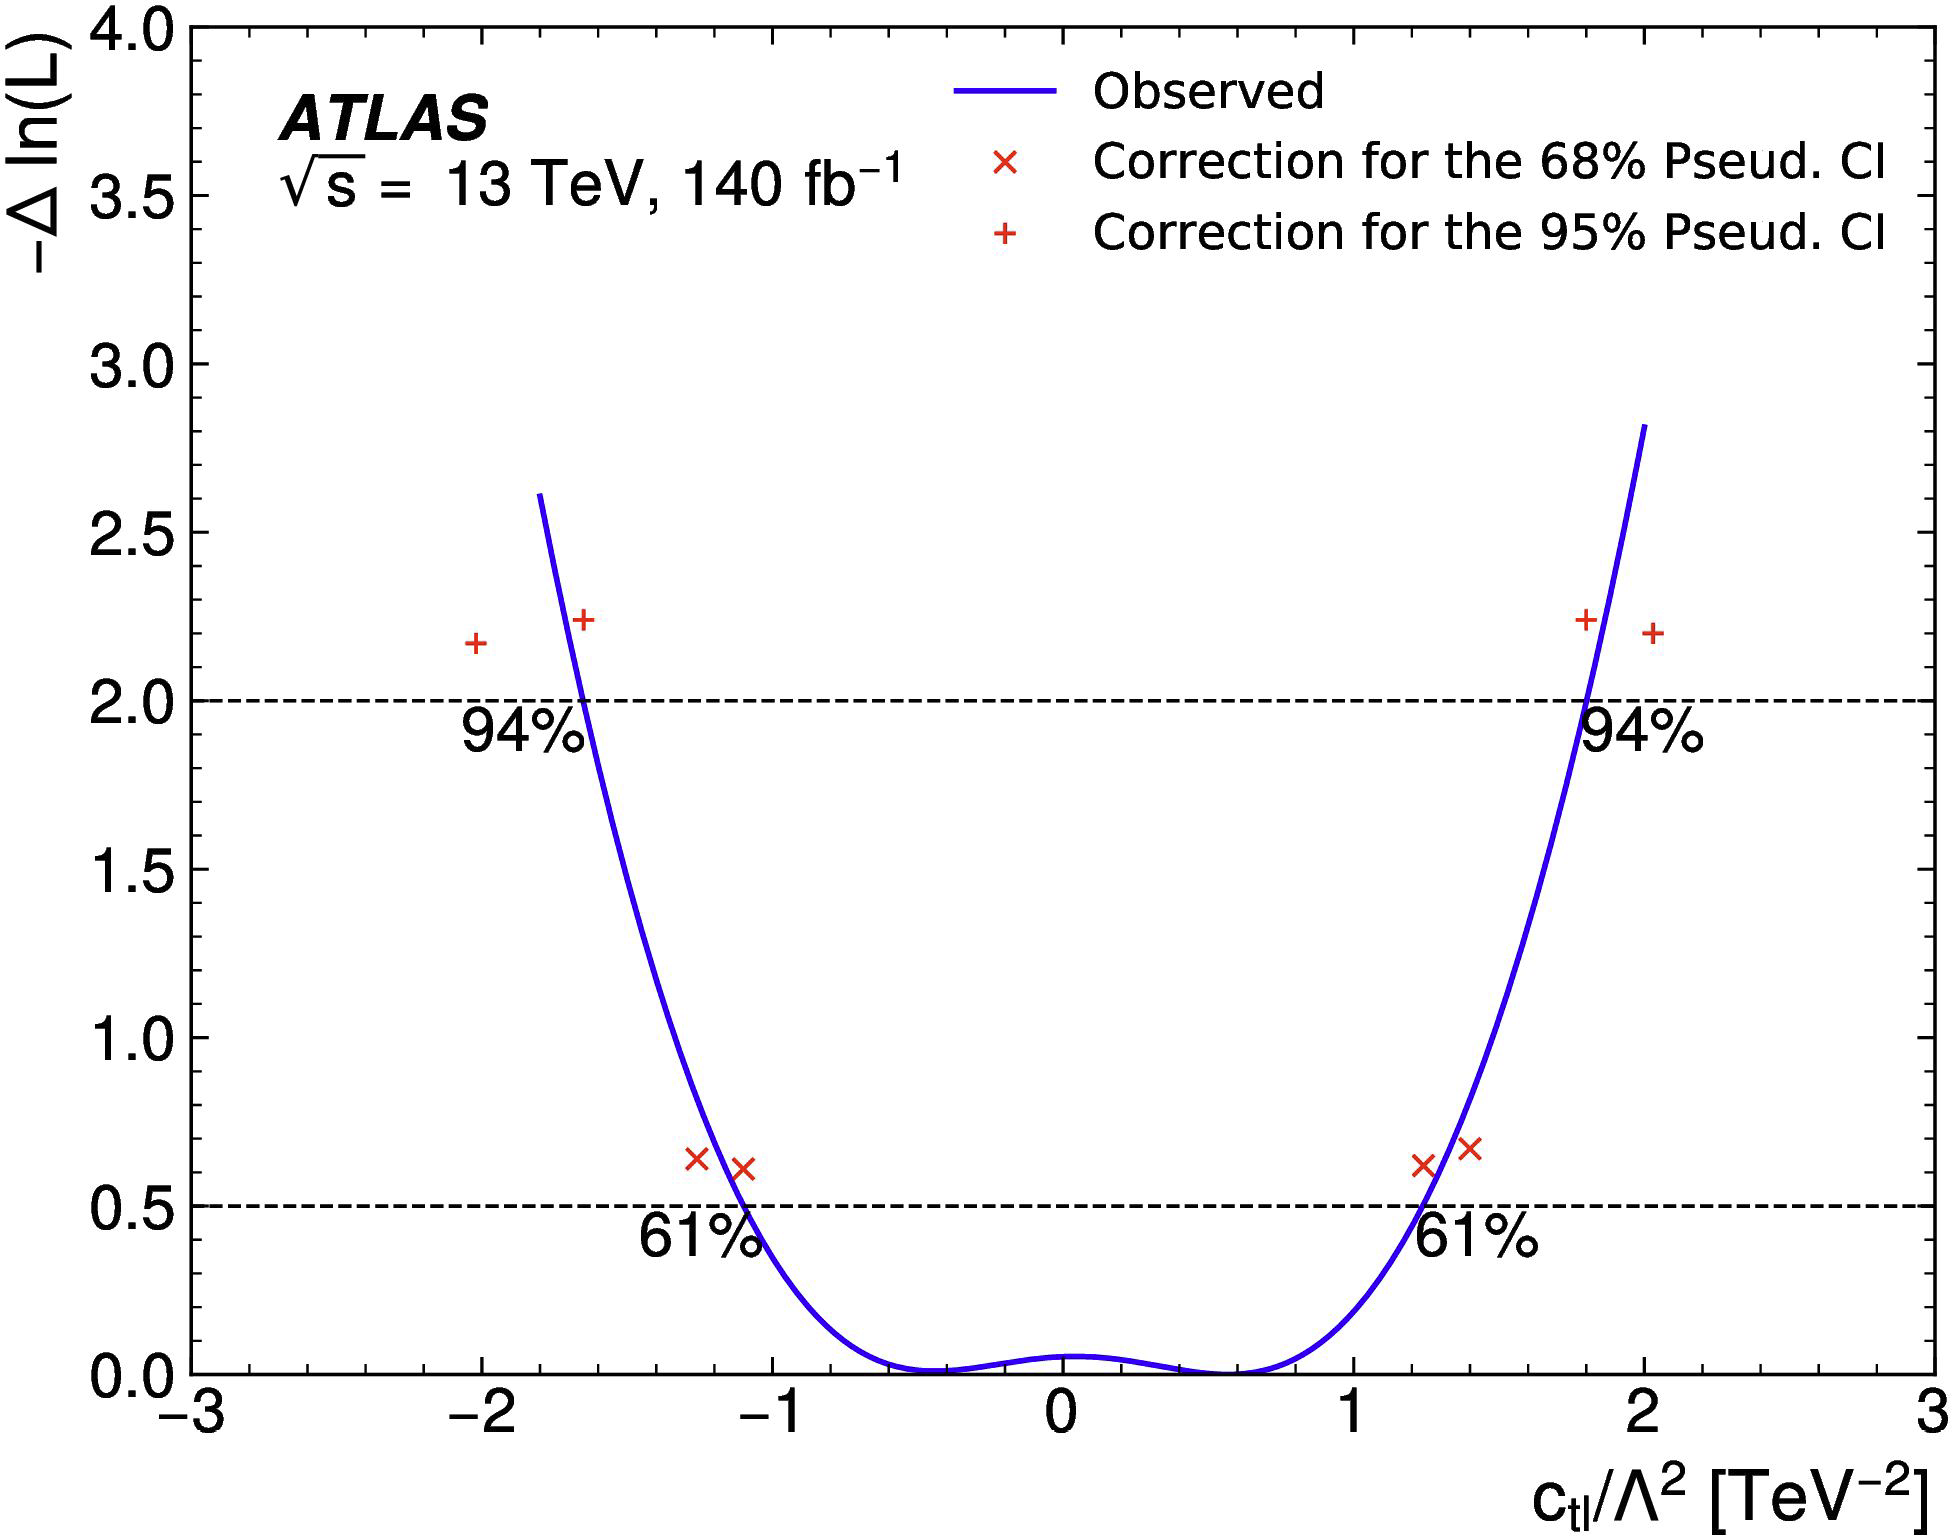 −Δ ln(L)
4.0
3.5
3.0
2.5
2.0
1.5
1.0
0.5
0.0
ATLAS
√s = 13 TeV, 140 fb⁻¹
Observed
Correction for the 68% Pseud. CI
Correction for the 95% Pseud. CI
94% 94%
61% 61%
−3 −2 −1 0 1 2 3
c_tl/Λ² [TeV⁻²]